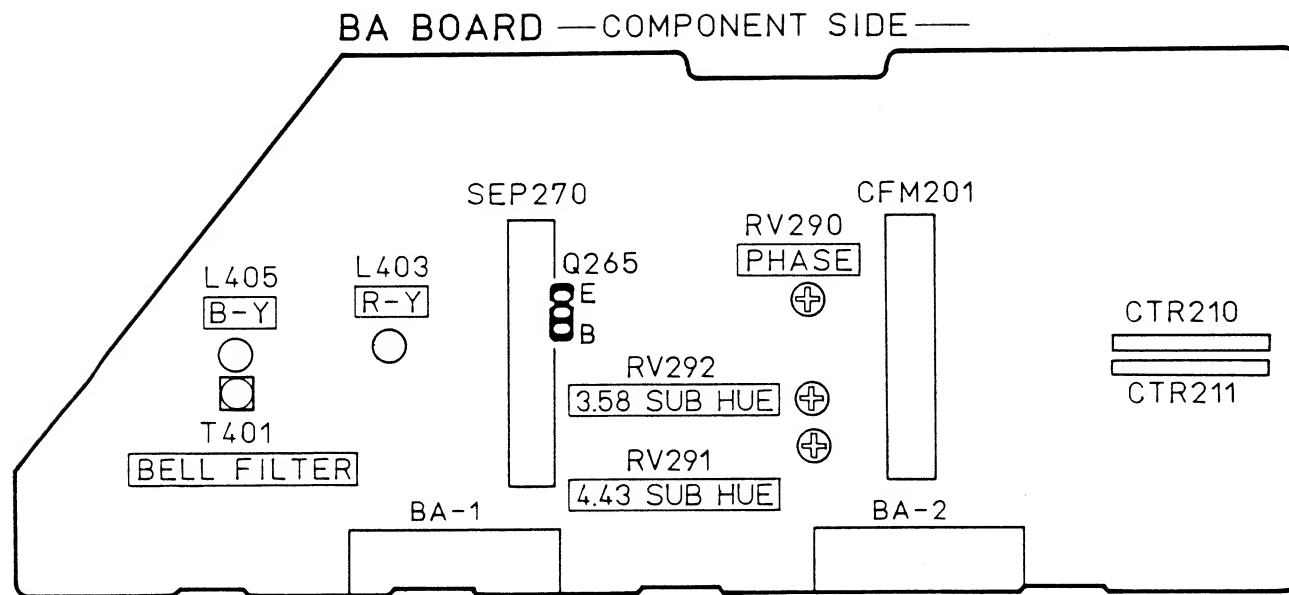 BA BOARD — COMPONENT SIDE —
SEP270
CFM201
RV290
PHASE
Q265
E
B
L405
B-Y
L403
R-Y
CTR210
CTR211
RV292
3.58 SUB HUE
T401
BELL FILTER
RV291
4.43 SUB HUE
BA-1
BA-2